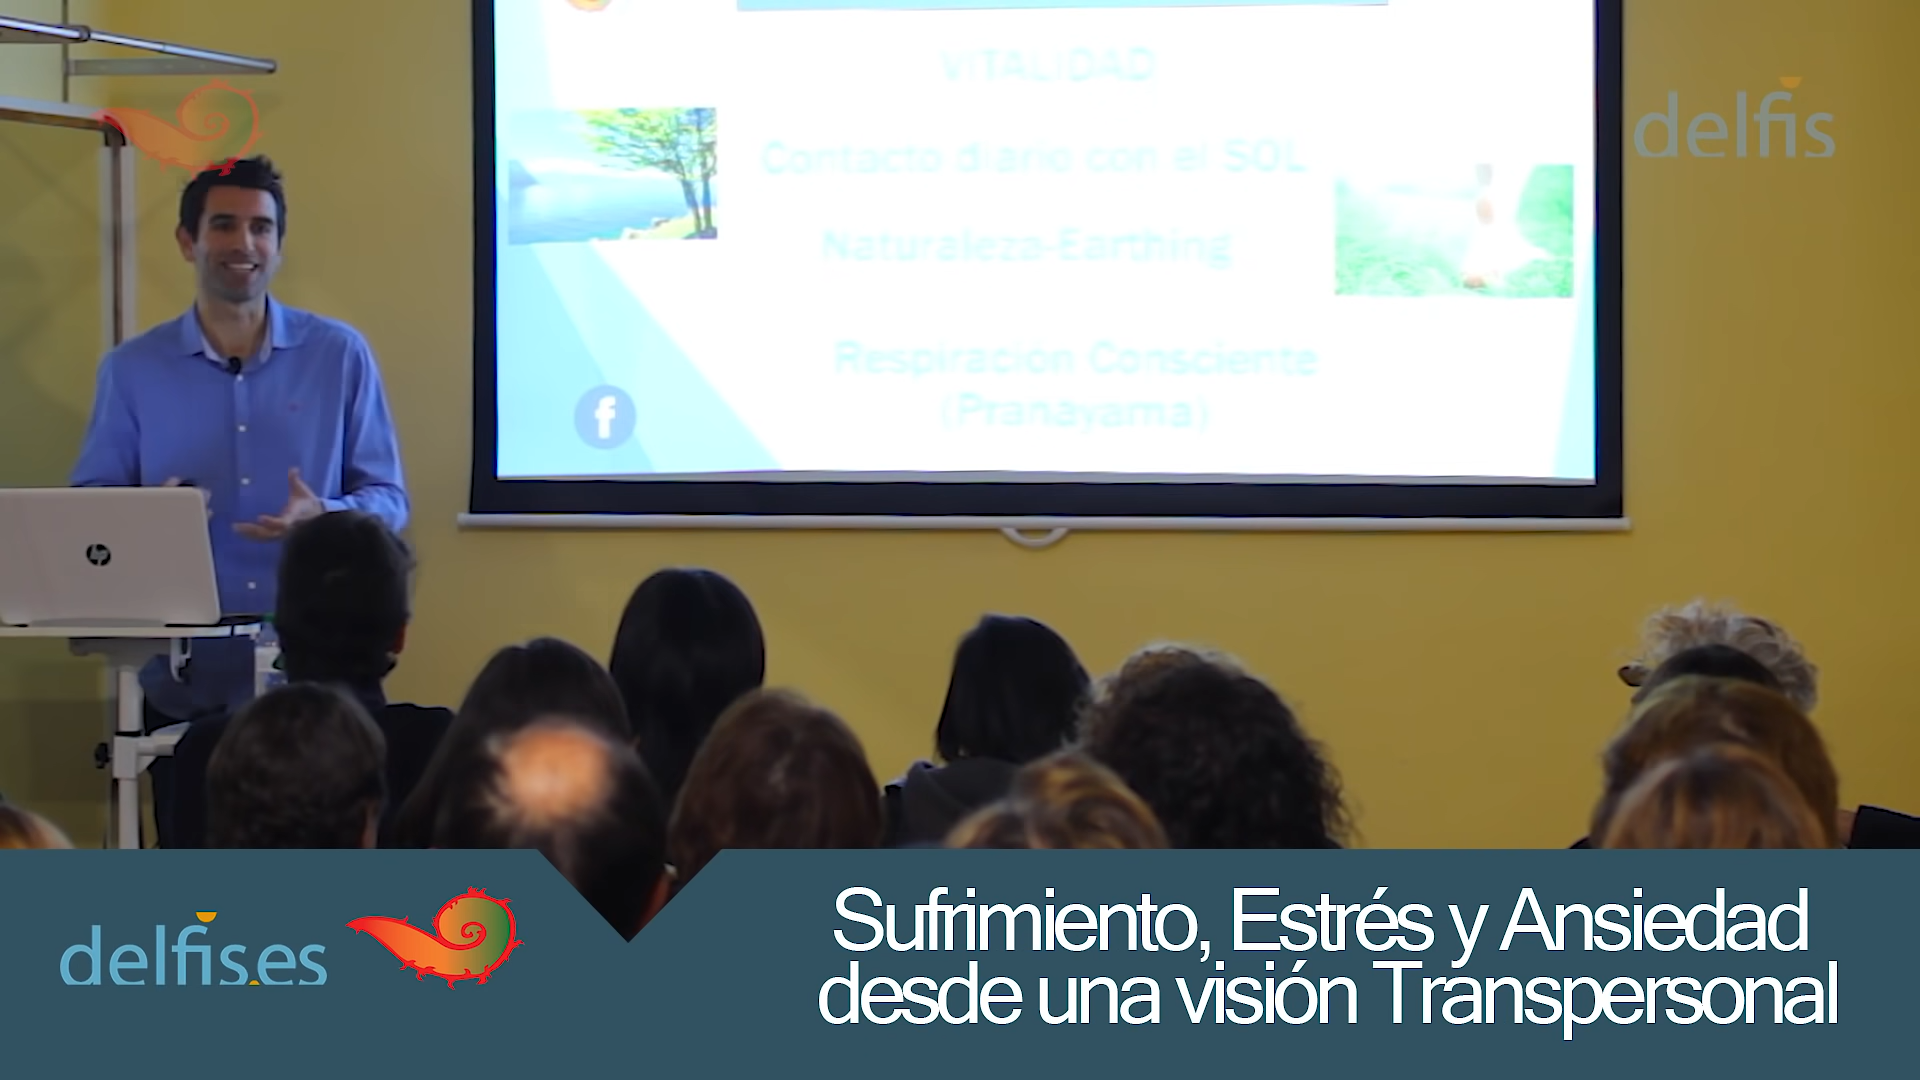 VITALIDAD
Contacto diario con el SOL
Naturaleza-Earthing
Respiración Consciente
(Pranayama)
f
delfis
hp
delfis.es
Sufrimiento, Estrés y Ansiedad
desde una visión Transpersonal